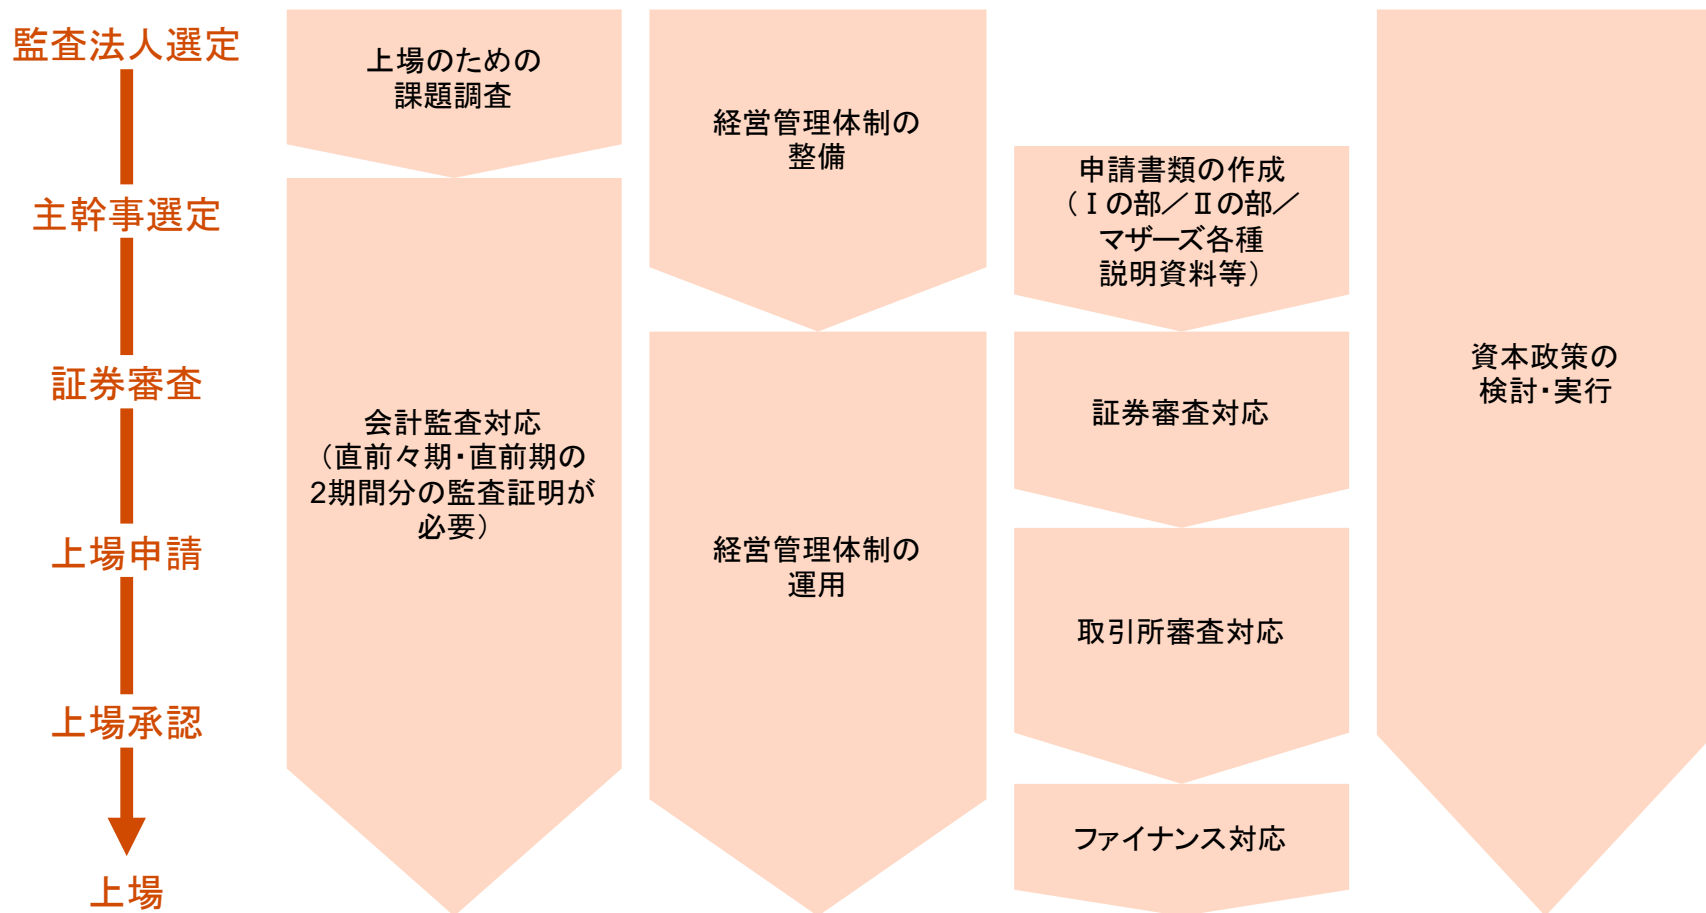 監査法人選定
主幹事選定
証券審査
上場申請
上場承認
上場
上場のための
課題調査
会計監査対応
（直前々期・直前期の
2期間分の監査証明が
必要）
経営管理体制の
整備
経営管理体制の
運用
申請書類の作成
（Ⅰの部／Ⅱの部／
マザーズ各種
説明資料等）
証券審査対応
取引所審査対応
ファイナンス対応
資本政策の
検討・実行